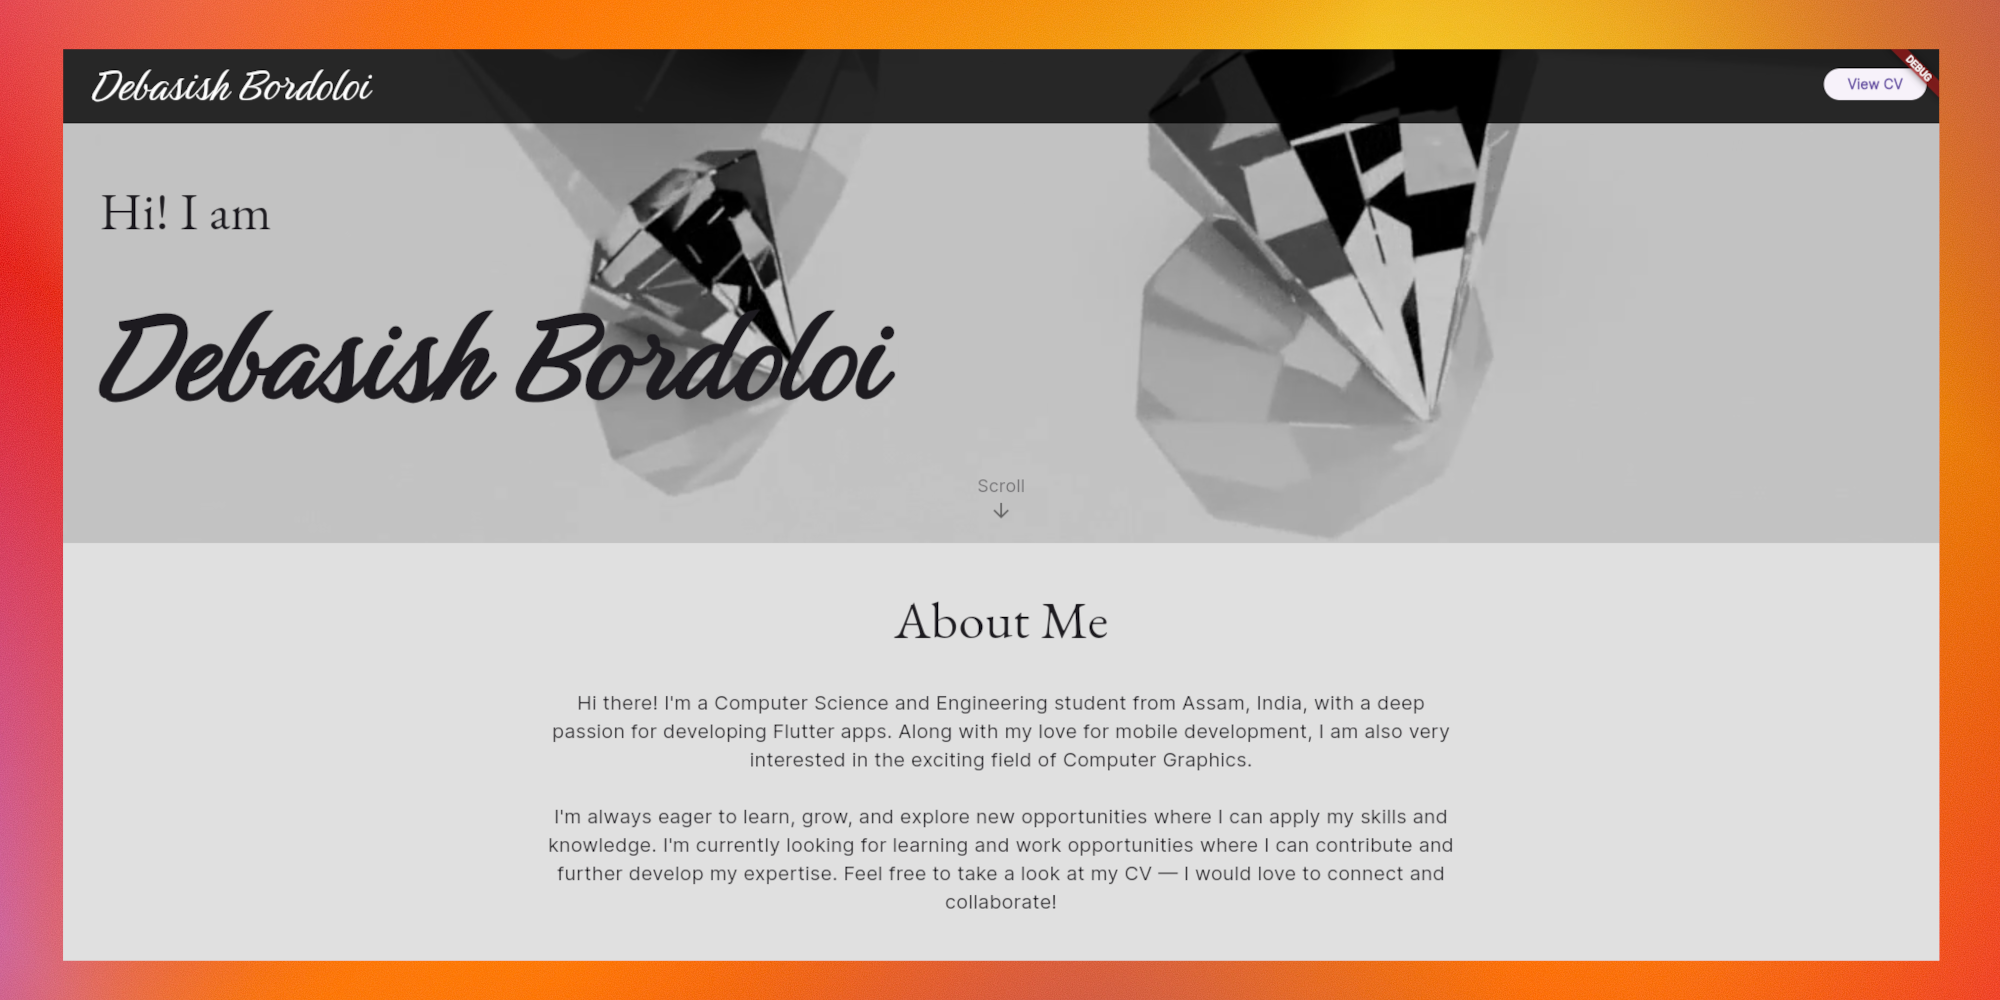 Debasish Bordoloi
View CV
DEBUG
Hi! I am
Debasish Bordoloi
Scroll
About Me
Hi there! I'm a Computer Science and Engineering student from Assam, India, with a deep
passion for developing Flutter apps. Along with my love for mobile development, I am also very
interested in the exciting field of Computer Graphics.
I'm always eager to learn, grow, and explore new opportunities where I can apply my skills and
knowledge. I'm currently looking for learning and work opportunities where I can contribute and
further develop my expertise. Feel free to take a look at my CV — I would love to connect and
collaborate!